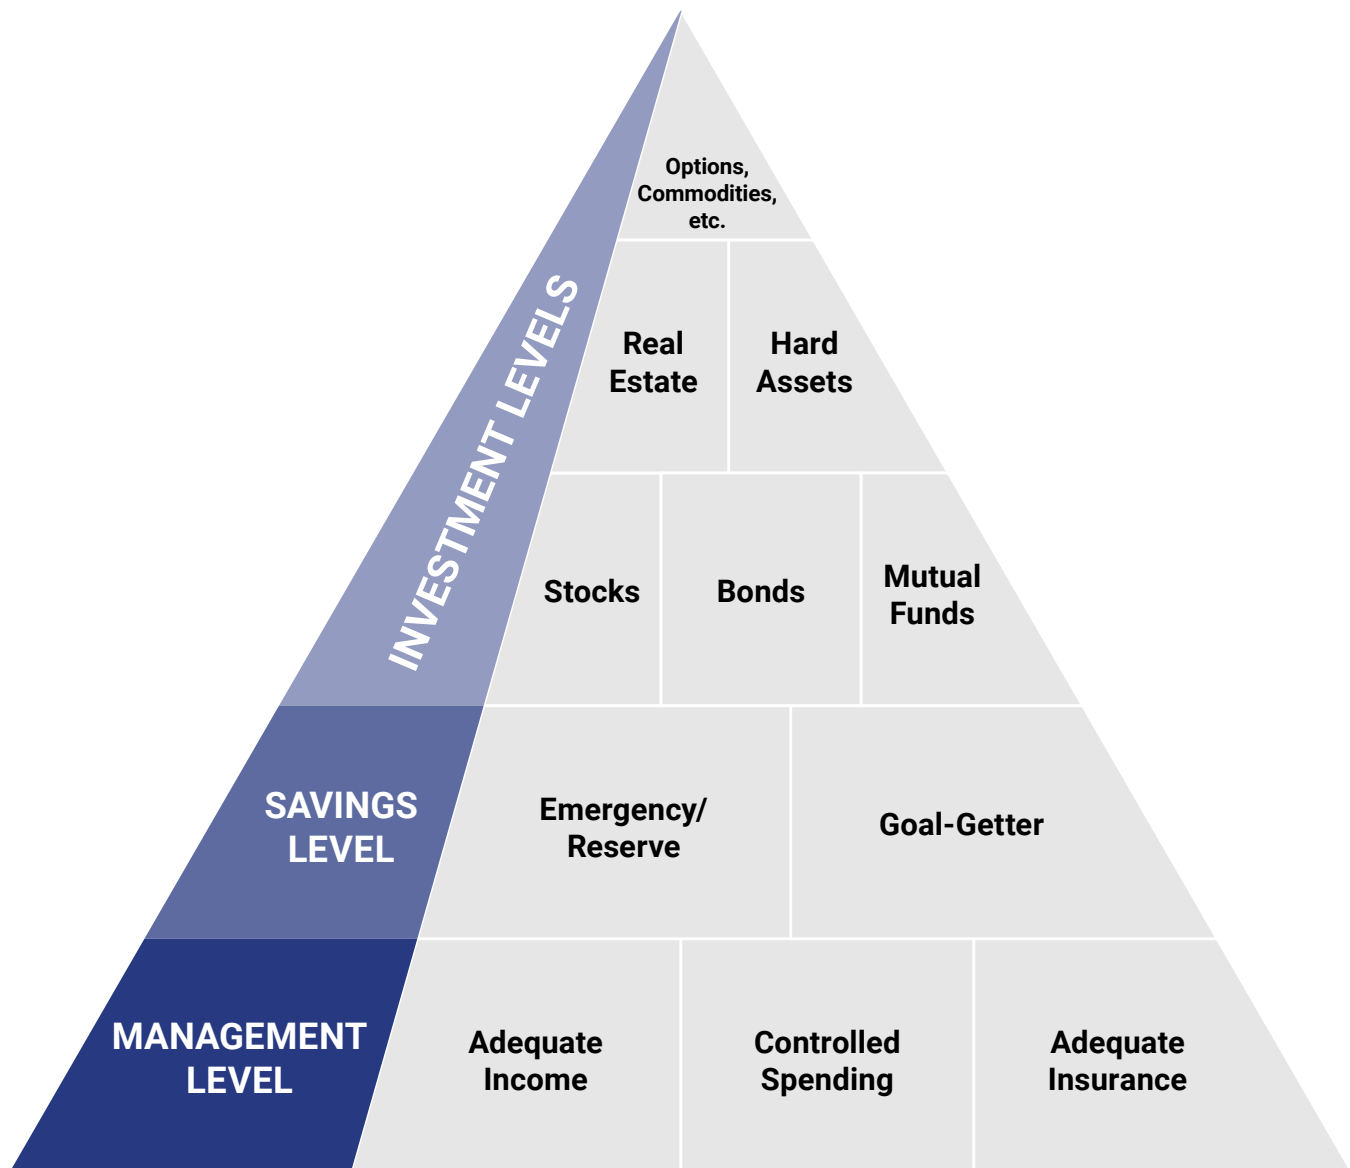 Options,
Commodities,
etc.
INVESTMENT LEVELS
Real
Estate
Hard
Assets
Stocks
Bonds
Mutual
Funds
SAVINGS
LEVEL
Emergency/
Reserve
Goal-Getter
MANAGEMENT
LEVEL
Adequate
Income
Controlled
Spending
Adequate
Insurance